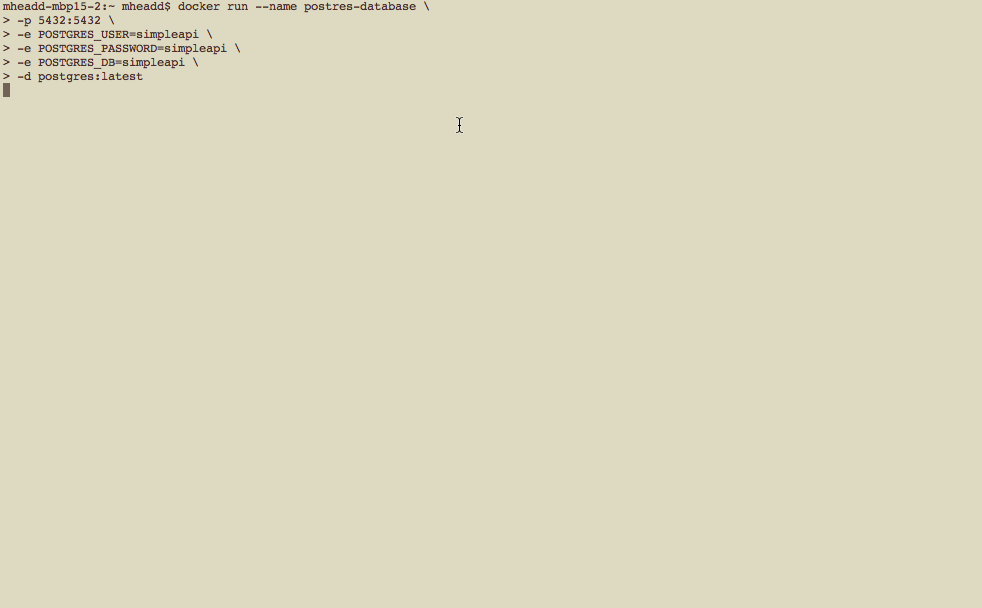 mheadd-mbp15-2:~ mheadd$ docker run --name postres-database \
> -p 5432:5432 \
> -e POSTGRES_USER=simpleapi \
> -e POSTGRES_PASSWORD=simpleapi \
> -e POSTGRES_DB=simpleapi \
> -d postgres:latest